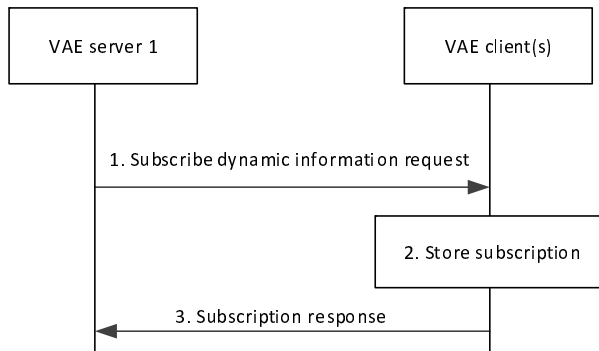 VAE server 1
VAE client(s)
1. Subscribe dynamic information request
2. Store subscription
3. Subscription response